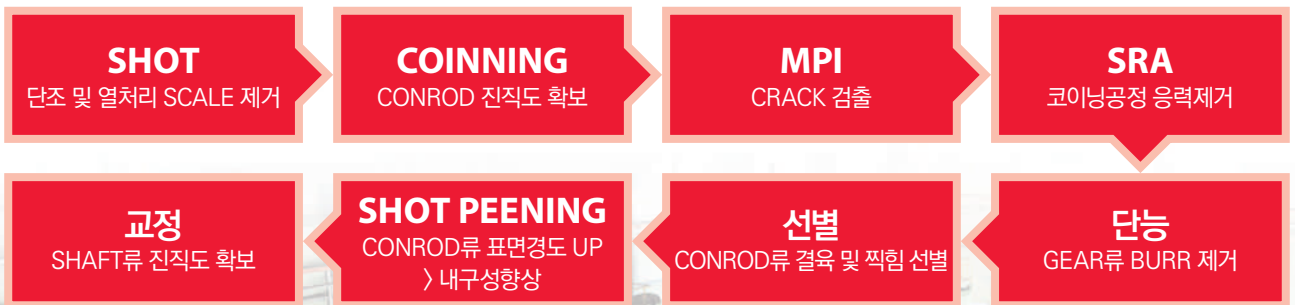 SHOT
단조 및 열처리 SCALE 제거
COINNING
CONROD 진직도 확보
MPI
CRACK 검출
SRA
코이닝공정 응력제거
단능
GEAR류 BURR 제거
선별
CONROD류 결육 및 찍힘 선별
SHOT PEENING
CONROD류 표면경도 UP
〉내구성향상
교정
SHAFT류 진직도 확보